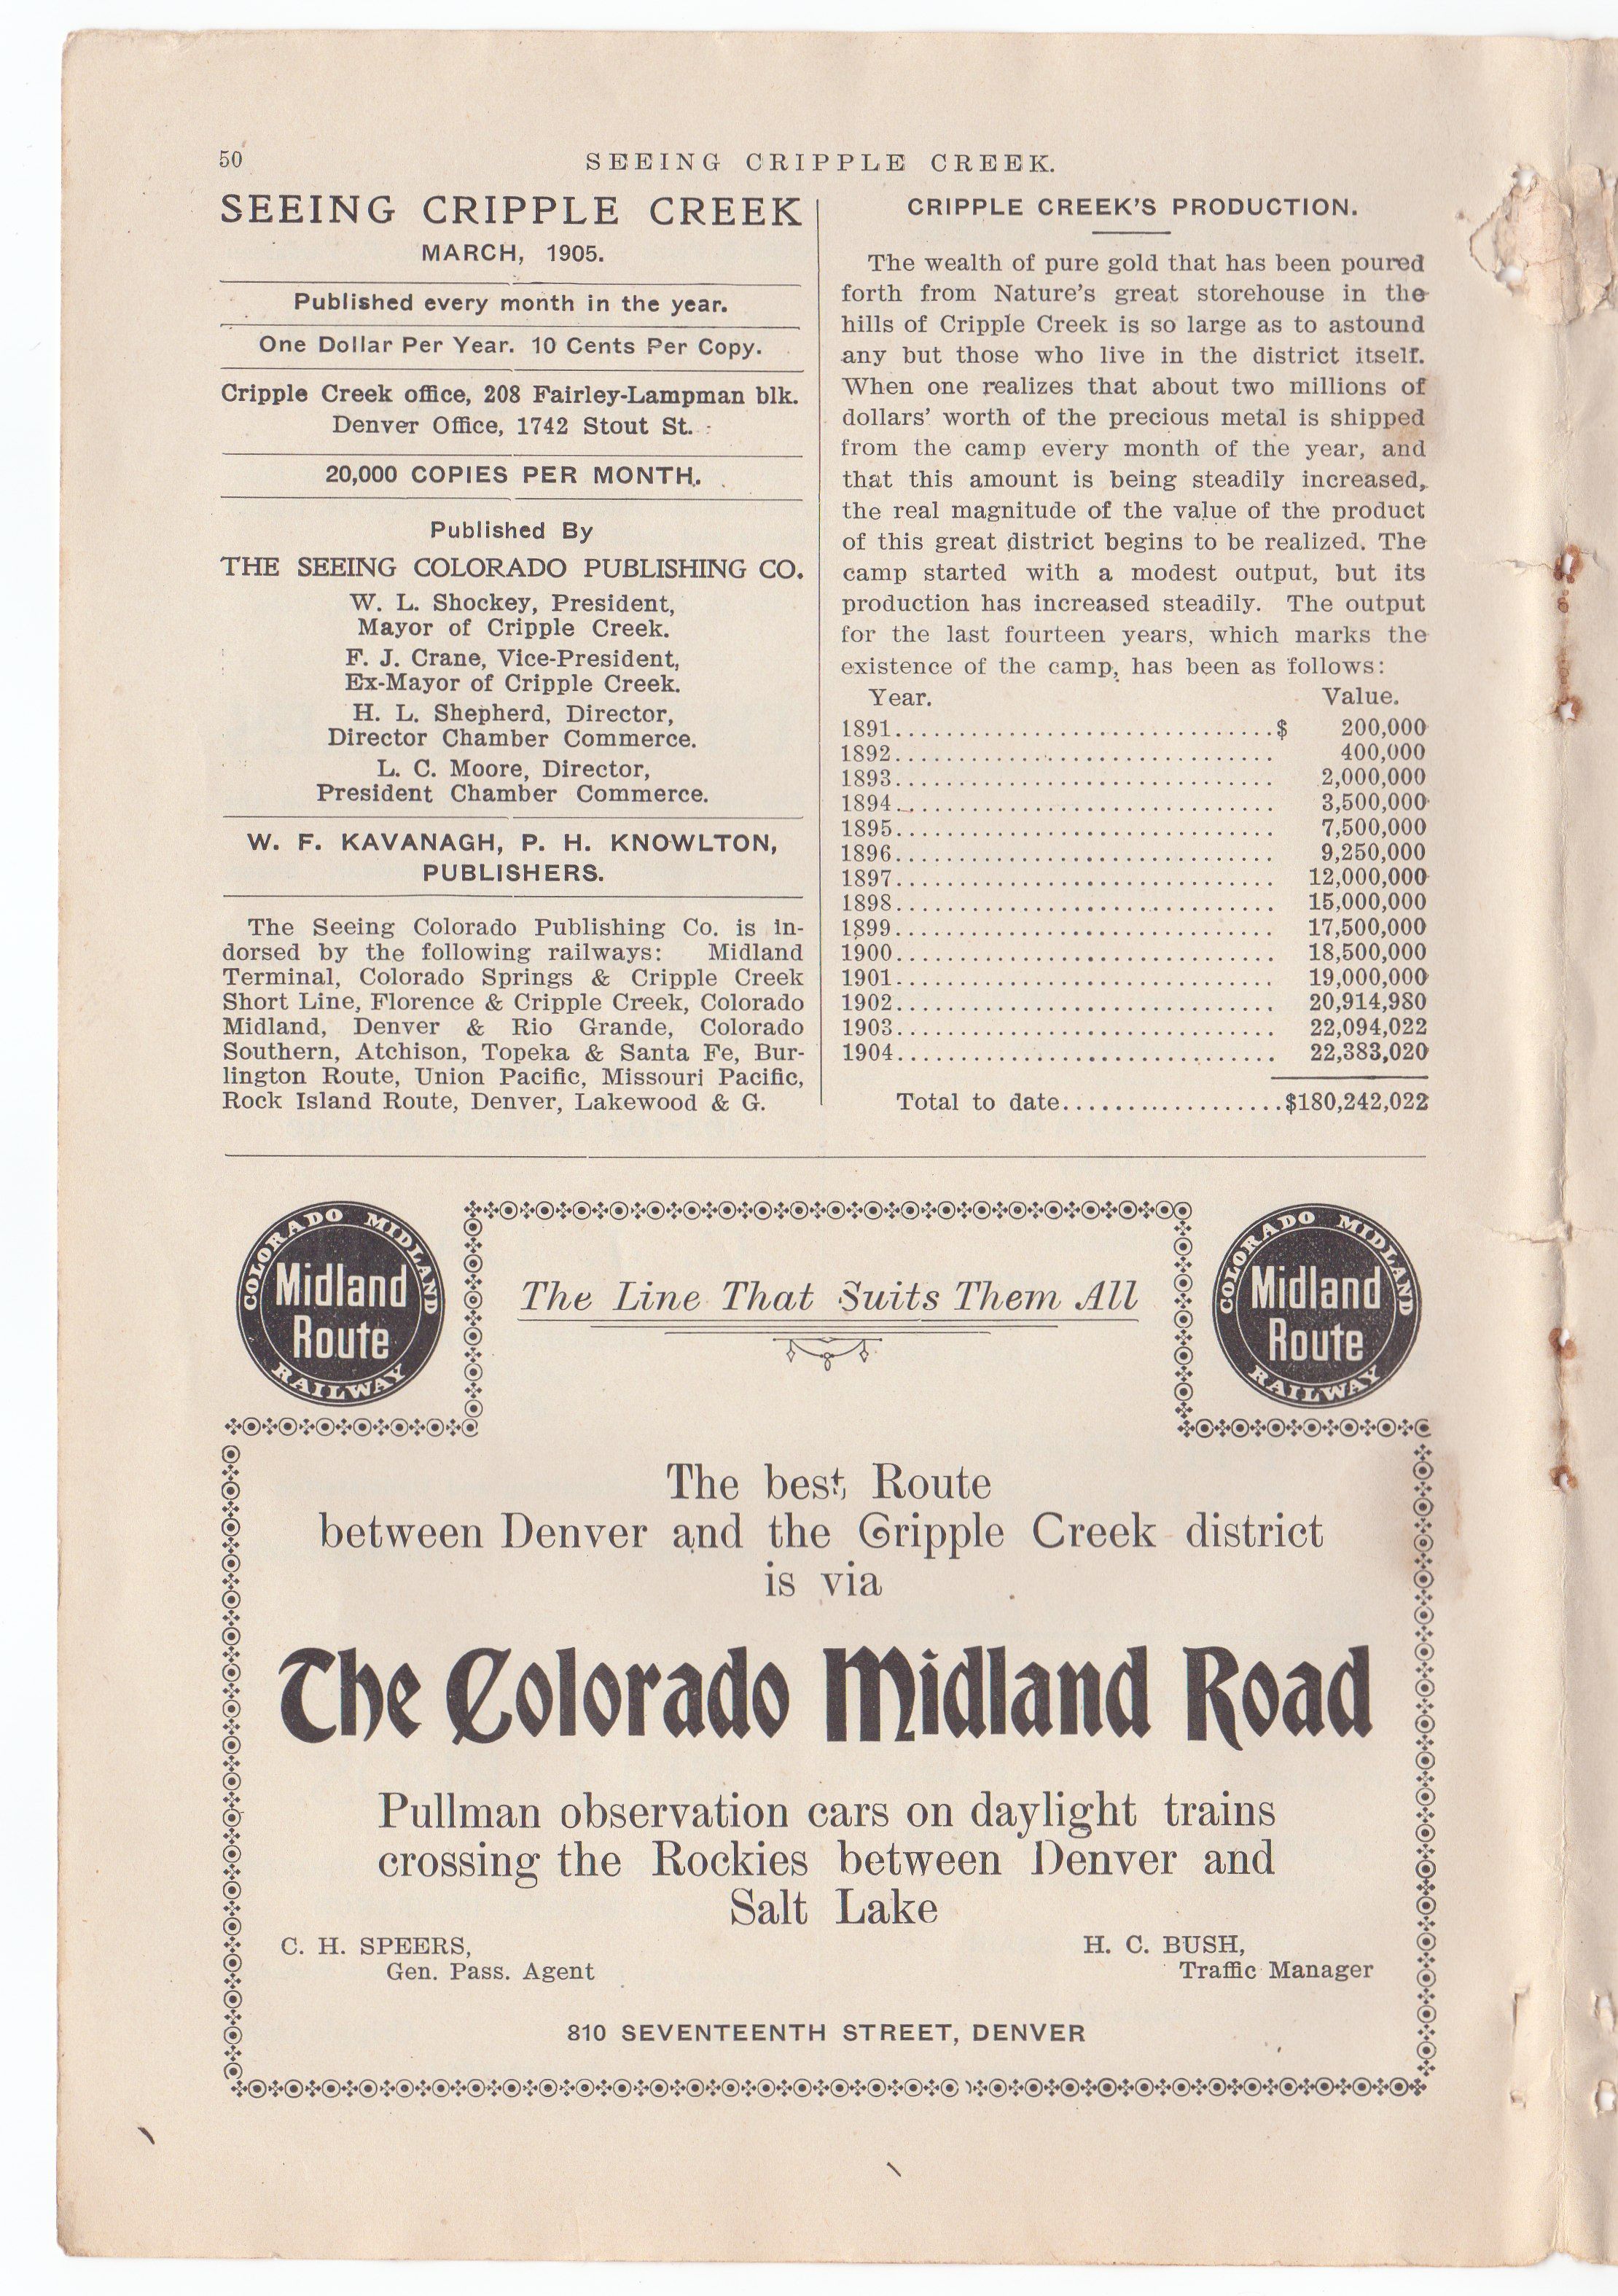 50
SEEING CRIPPLE CREEK.
SEEING CRIPPLE CREEK
MARCH, 1905.
Published every month in the year.
One Dollar Per Year. 10 Cents Per Copy.
Cripple Creek office, 208 Fairley-Lampman blk.
Denver Office, 1742 Stout St.
20,000 COPIES PER MONTH.
Published By
THE SEEING COLORADO PUBLISHING CO.
W. L. Shockey, President,
Mayor of Cripple Creek.
F. J. Crane, Vice-President,
Ex-Mayor of Cripple Creek.
H. L. Shepherd, Director,
Director Chamber Commerce.
L. C. Moore, Director,
President Chamber Commerce.
W. F. KAVANAGH, P. H. KNOWLTON,
PUBLISHERS.
The Seeing Colorado Publishing Co. is in-
dorsed by the following railways: Midland
Terminal, Colorado Springs & Cripple Creek
Short Line, Florence & Cripple Creek, Colorado
Midland, Denver & Rio Grande, Colorado
Southern, Atchison, Topeka & Santa Fe, Bur-
lington Route, Union Pacific, Missouri Pacific,
Rock Island Route, Denver, Lakewood & G.
CRIPPLE CREEK'S PRODUCTION.
The wealth of pure gold that has been poured
forth from Nature's great storehouse in the
hills of Cripple Creek is so large as to astound
any but those who live in the district itself.
When one realizes that about two millions of
dollars' worth of the precious metal is shipped
from the camp every month of the year, and
that this amount is being steadily increased,
the real magnitude of the value of the product
of this great district begins to be realized. The
camp started with a modest output, but its
production has increased steadily. The output
for the last fourteen years, which marks the
existence of the camp, has been as follows:
Year. Value.
1891...............................$ 200,000
1892............................... 400,000
1893............................... 2,000,000
1894............................... 3,500,000
1895............................... 7,500,000
1896............................... 9,250,000
1897............................... 12,000,000
1898............................... 15,000,000
1899............................... 17,500,000
1900............................... 18,500,000
1901............................... 19,000,000
1902............................... 20,914,980
1903............................... 22,094,022
1904............................... 22,383,020
Total to date..................$180,242,022
COLORADO MIDLAND
Midland
Route
RAILWAY
The Line That Suits Them All
COLORADO MIDLAND
Midland
Route
RAILWAY
The best Route
between Denver and the Cripple Creek district
is via
The Colorado Midland Road
Pullman observation cars on daylight trains
crossing the Rockies between Denver and
Salt Lake
C. H. SPEERS,
Gen. Pass. Agent
H. C. BUSH,
Traffic Manager
810 SEVENTEENTH STREET, DENVER